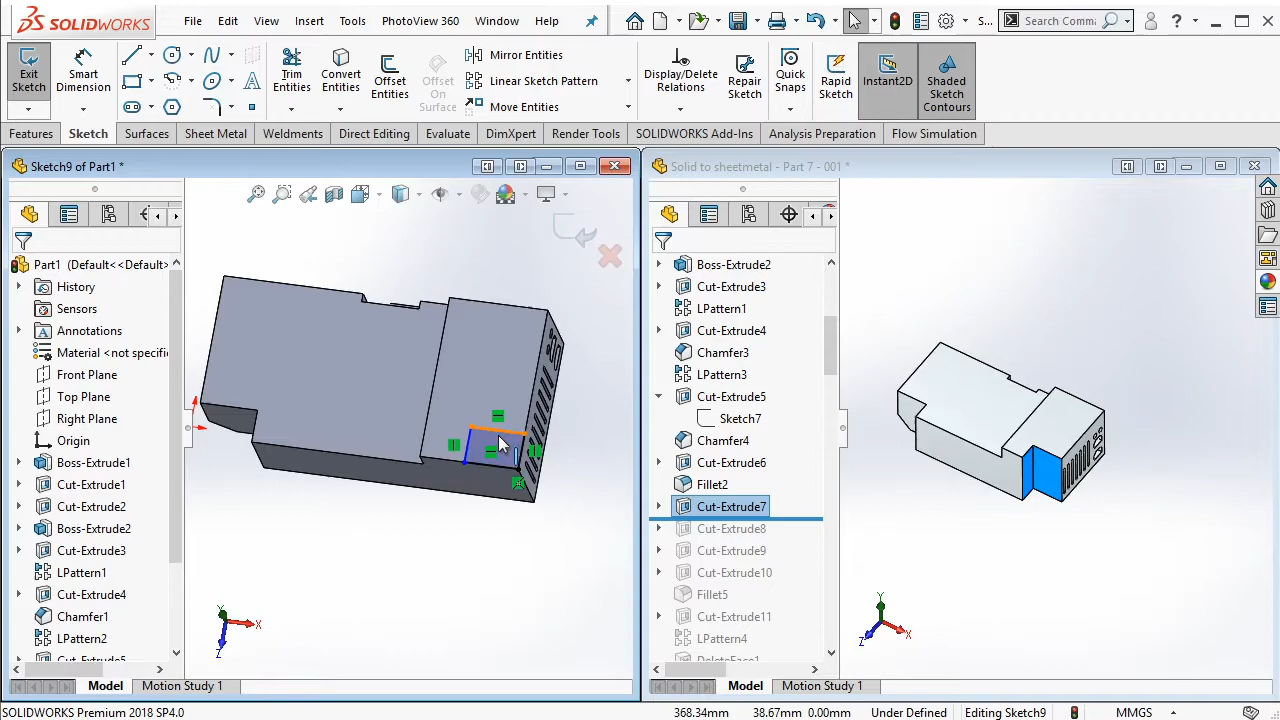 SOLIDWORKS
File Edit View Insert Tools PhotoView 360 Window Help S... Search Comma
Exit Sketch
Smart Dimension
Trim Entities
Convert Entities
Offset Entities
Offset On Surface
Mirror Entities
Linear Sketch Pattern
Move Entities
Display/Delete Relations
Repair Sketch
Quick Snaps
Rapid Sketch
Instant2D
Shaded Sketch Contours
Features Sketch Surfaces Sheet Metal Weldments Direct Editing Evaluate DimXpert Render Tools SOLIDWORKS Add-Ins Analysis Preparation Flow Simulation
Sketch9 of Part1 *
Part1 (Default<<Default>
History
Sensors
Annotations
Material <not specifi
Front Plane
Top Plane
Right Plane
Origin
Boss-Extrude1
Cut-Extrude1
Cut-Extrude2
Boss-Extrude2
Cut-Extrude3
LPattern1
Cut-Extrude4
Chamfer1
LPattern2
Cut-Extrude5
X
Z
Model Motion Study 1
Solid to sheetmetal - Part 7 - 001 *
Boss-Extrude2
Cut-Extrude3
LPattern1
Cut-Extrude4
Chamfer3
LPattern3
Cut-Extrude5
Sketch7
Chamfer4
Cut-Extrude6
Fillet2
Cut-Extrude7
Cut-Extrude8
Cut-Extrude9
Cut-Extrude10
Fillet5
Cut-Extrude11
LPattern4
DeleteFace1
Y
X
Z
Model Motion Study 1
SOLIDWORKS Premium 2018 SP4.0 368.34mm 38.67mm 0.00mm Under Defined Editing Sketch9 MMGS